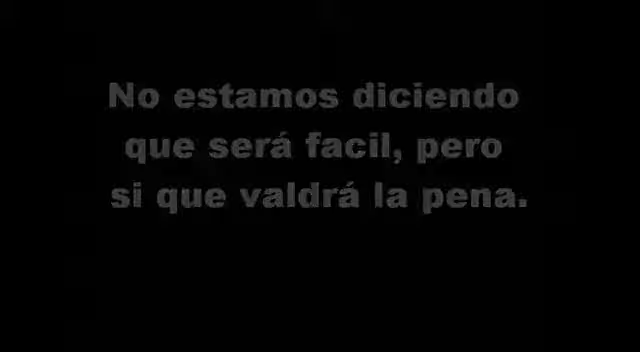 No estamos diciendo
que será facil, pero
si que valdrá la pena.